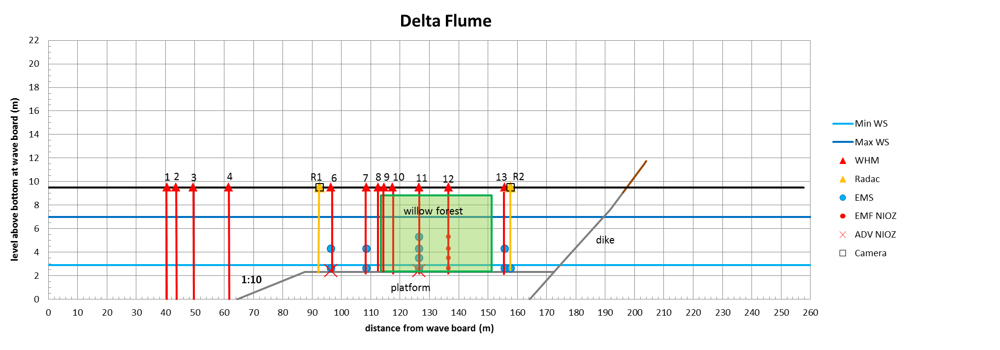 Delta Flume
level above bottom at wave board (m)
22
20
18
16
14
12
10
8
6
4
2
0
1 2 3 4 R1 6 7 8 9 10 11 12 13 R2
willow forest
dike
1:10
platform
0 10 20 30 40 50 60 70 80 90 100 110 120 130 140 150 160 170 180 190 200 210 220 230 240 250 260
distance from wave board (m)
Min WS
Max WS
WHM
Radac
EMS
EMF NIOZ
ADV NIOZ
Camera